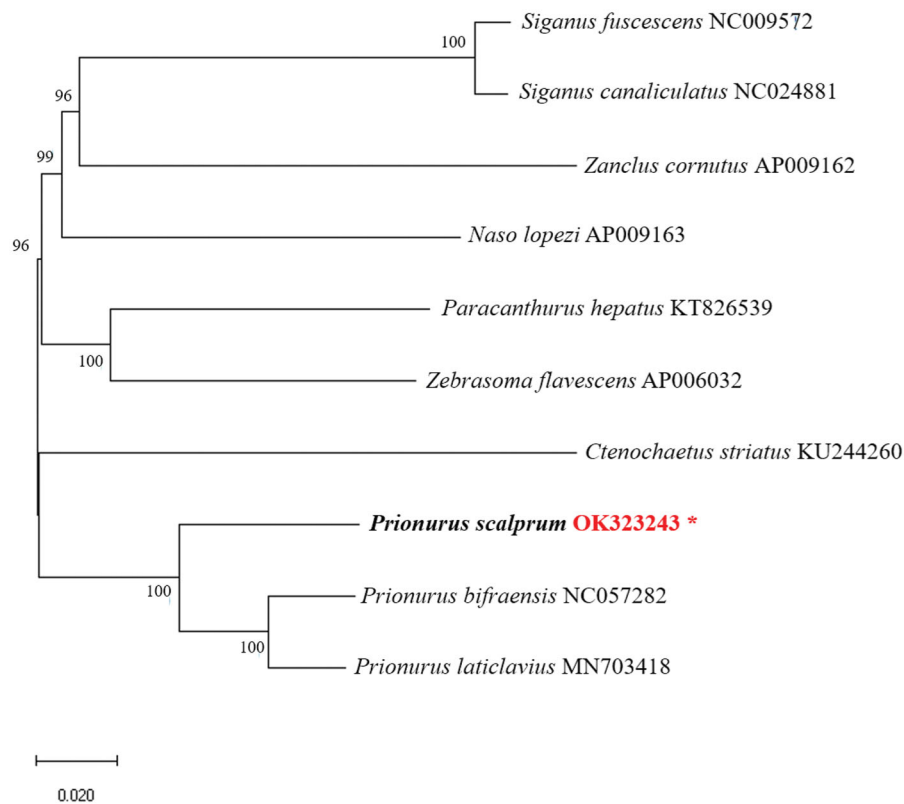 Siganus fuscescens NC009572
100
Siganus canaliculatus NC024881
96
Zanclus cornutus AP009162
99
Naso lopezi AP009163
96
Paracanthurus hepatus KT826539
100
Zebrasoma flavescens AP006032
Ctenochaetus striatus KU244260
Prionurus scalprum OK323243 *
100
Prionurus bifraensis NC057282
100
Prionurus laticlavius MN703418
0.020